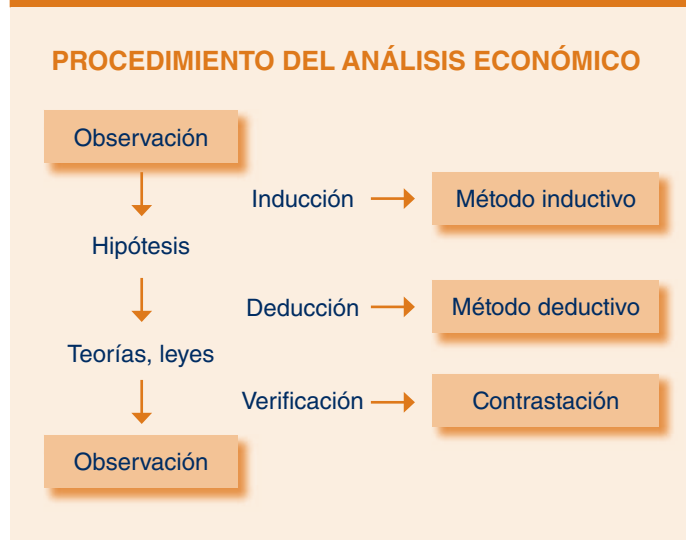 PROCEDIMIENTO DEL ANÁLISIS ECONÓMICO
Observación
Inducción
Método inductivo
Hipótesis
Deducción
Método deductivo
Teorías, leyes
Verificación
Contrastación
Observación